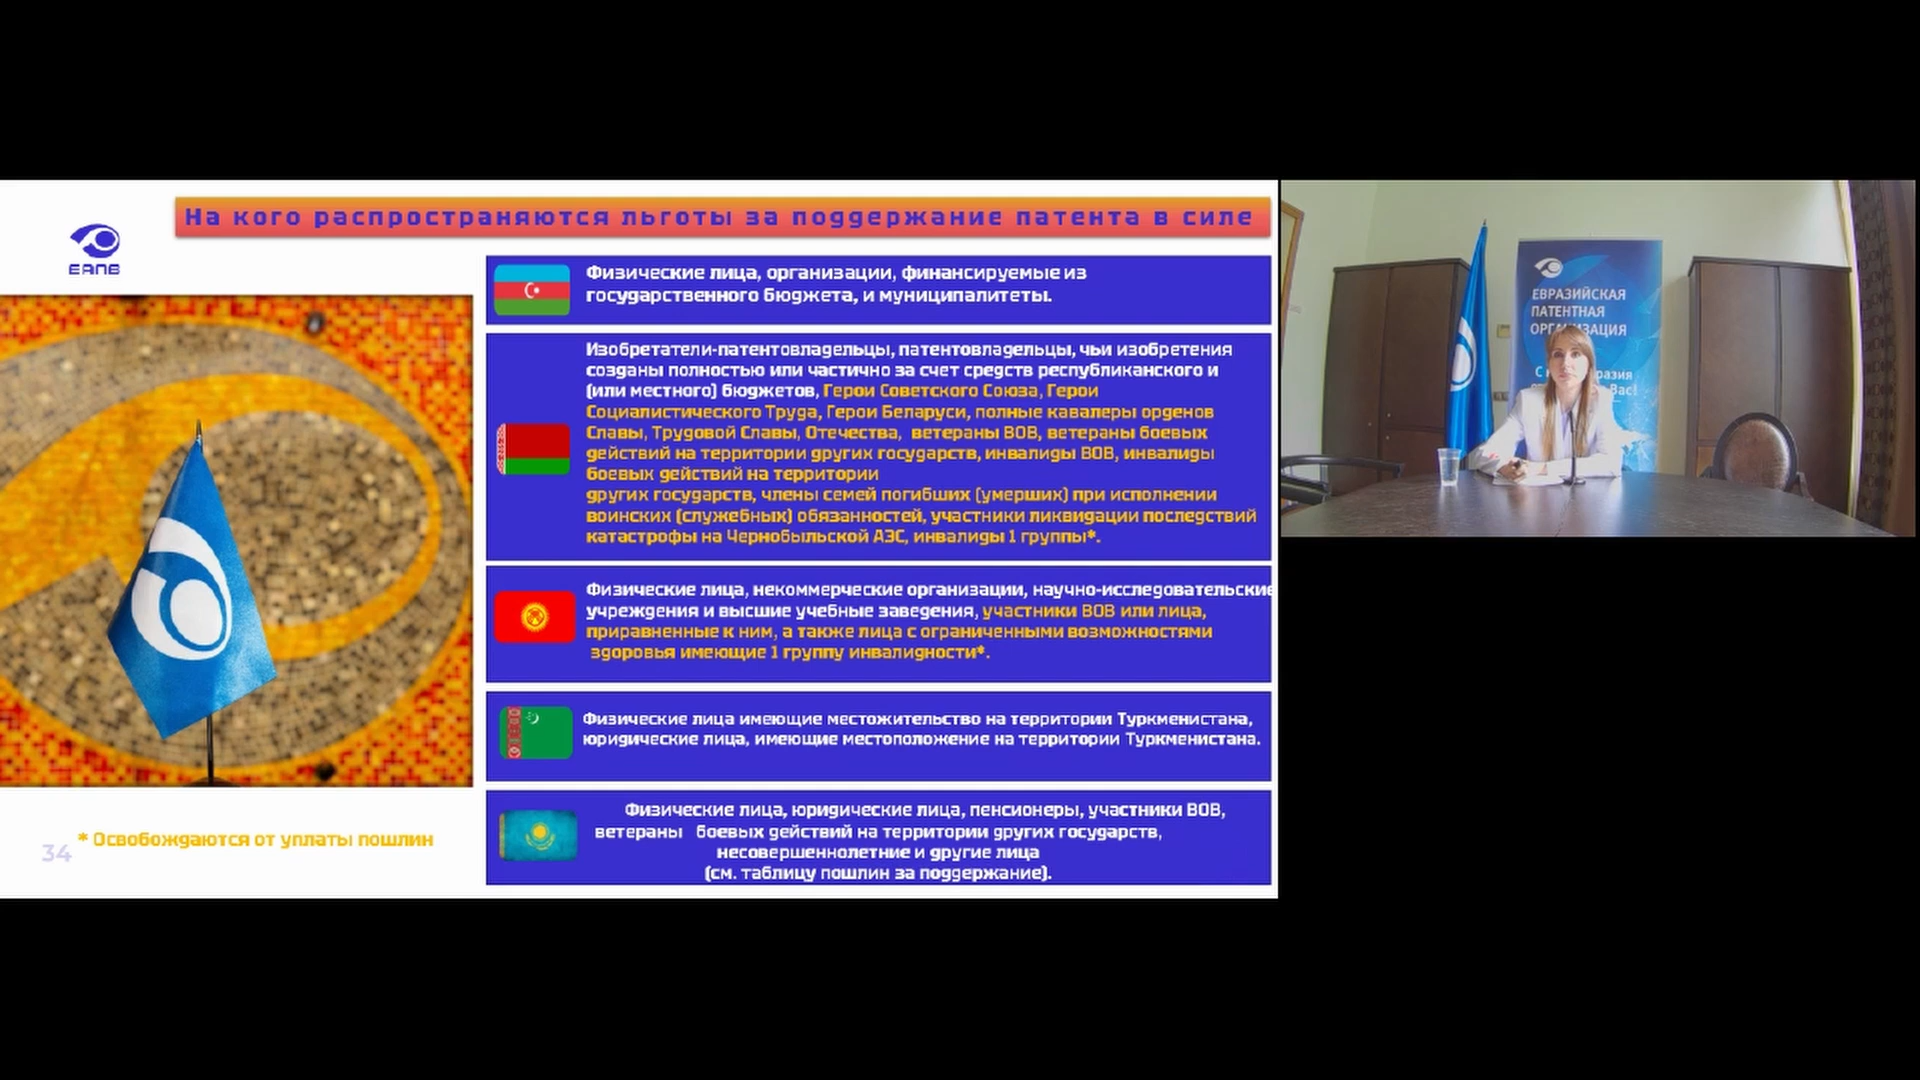 На кого распространяются льготы за поддержание патента в силе
ЕАПВ
Физические лица, организации, финансируемые из
государственного бюджета, и муниципалитеты.
Изобретатели-патентовладельцы, патентовладельцы, чьи изобретения
созданы полностью или частично за счет средств республиканского и
(или местного) бюджетов, Герои Советского Союза, Герои
Социалистического Труда, Герои Беларуси, полные кавалеры орденов
Славы, Трудовой Славы, Отечества, ветераны ВОВ, ветераны боевых
действий на территории других государств, инвалиды ВОВ, инвалиды
боевых действий на территории
других государств, члены семей погибших (умерших) при исполнении
воинских (служебных) обязанностей, участники ликвидации последствий
катастрофы на Чернобыльской АЭС, инвалиды 1 группы*.
Физические лица, некоммерческие организации, научно-исследовательские
учреждения и высшие учебные заведения, участники ВОВ или лица,
приравненные к ним, а также лица с ограниченными возможностями
здоровья имеющие 1 группу инвалидности*.
Физические лица имеющие местожительство на территории Туркменистана,
юридические лица, имеющие местоположение на территории Туркменистана.
Физические лица, юридические лица, пенсионеры, участники ВОВ,
ветераны боевых действий на территории других государств,
несовершеннолетние и другие лица
(см. таблицу пошлин за поддержание).
* Освобождаются от уплаты пошлин
34
ЕВРАЗИЙСКАЯ
ПАТЕНТНАЯ
ОРГАНИЗАЦИЯ